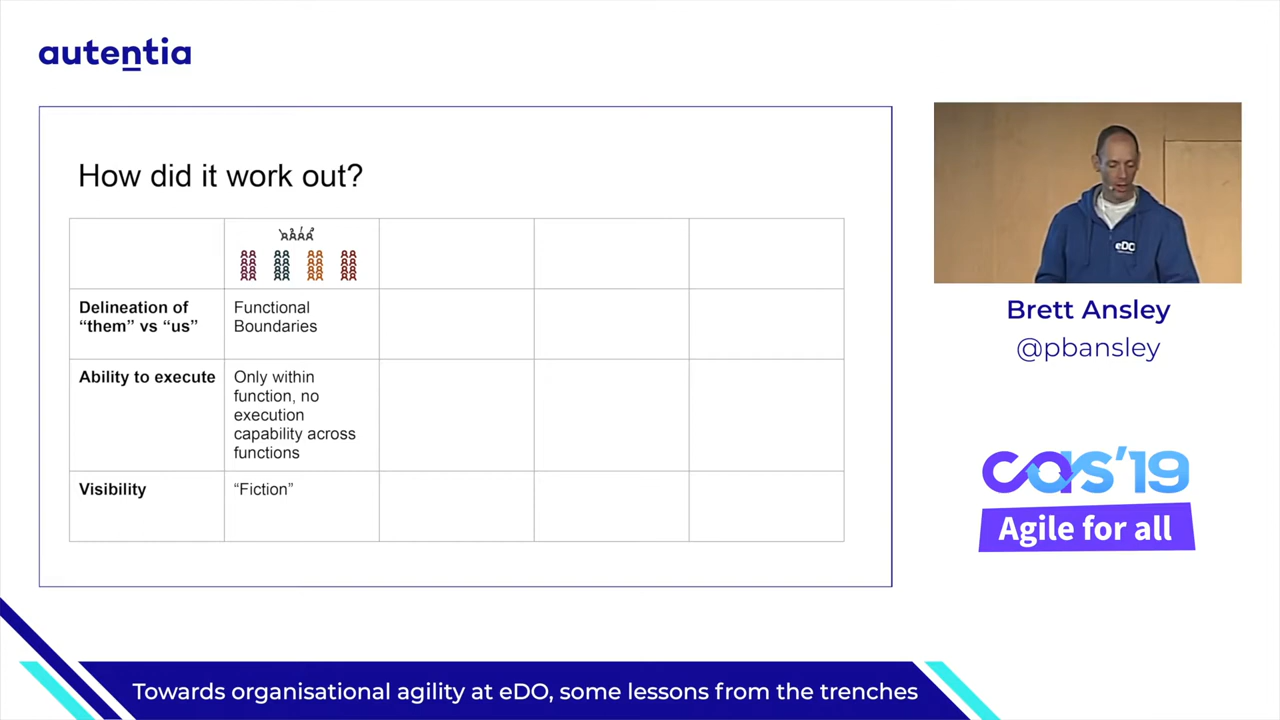 autentia
How did it work out?
Delineation of
“them” vs “us”
Functional
Boundaries
Ability to execute
Only within
function, no
execution
capability across
functions
Visibility
“Fiction”
eDO
Brett Ansley
@pbansley
cas'19
Agile for all
Towards organisational agility at eDO, some lessons from the trenches